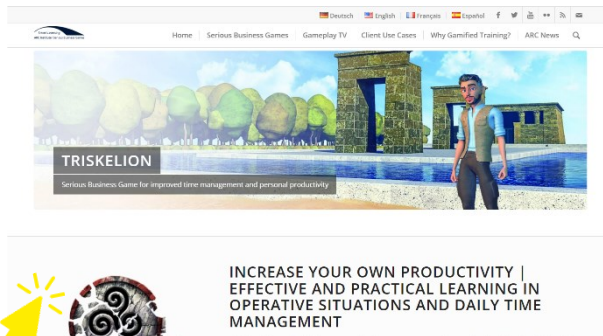 Deutsch English Français Español
Home Serious Business Games Gameplay TV Client Use Cases Why Gamified Training? ARC News
TRISKELION
Serious Business Game for improved time management and personal productivity
INCREASE YOUR OWN PRODUCTIVITY |
EFFECTIVE AND PRACTICAL LEARNING IN
OPERATIVE SITUATIONS AND DAILY TIME
MANAGEMENT